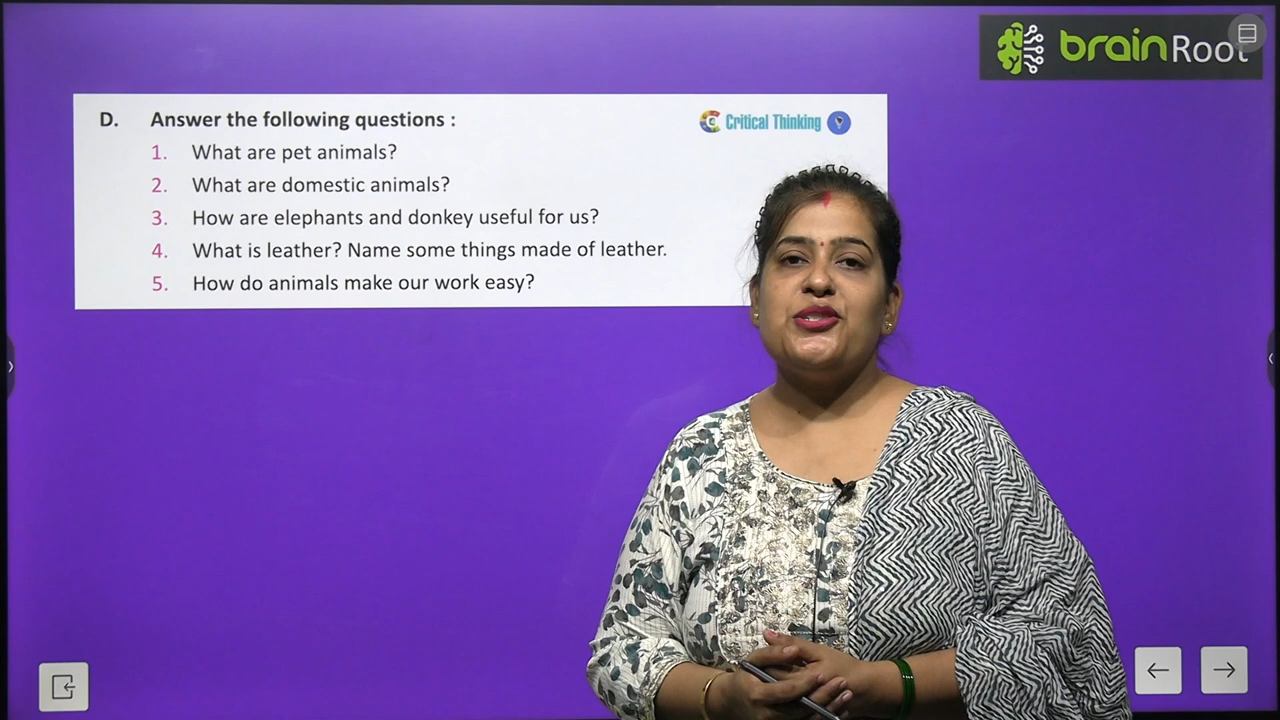 brainRoot
D. Answer the following questions :
Critical Thinking
1. What are pet animals?
2. What are domestic animals?
3. How are elephants and donkey useful for us?
4. What is leather? Name some things made of leather.
5. How do animals make our work easy?